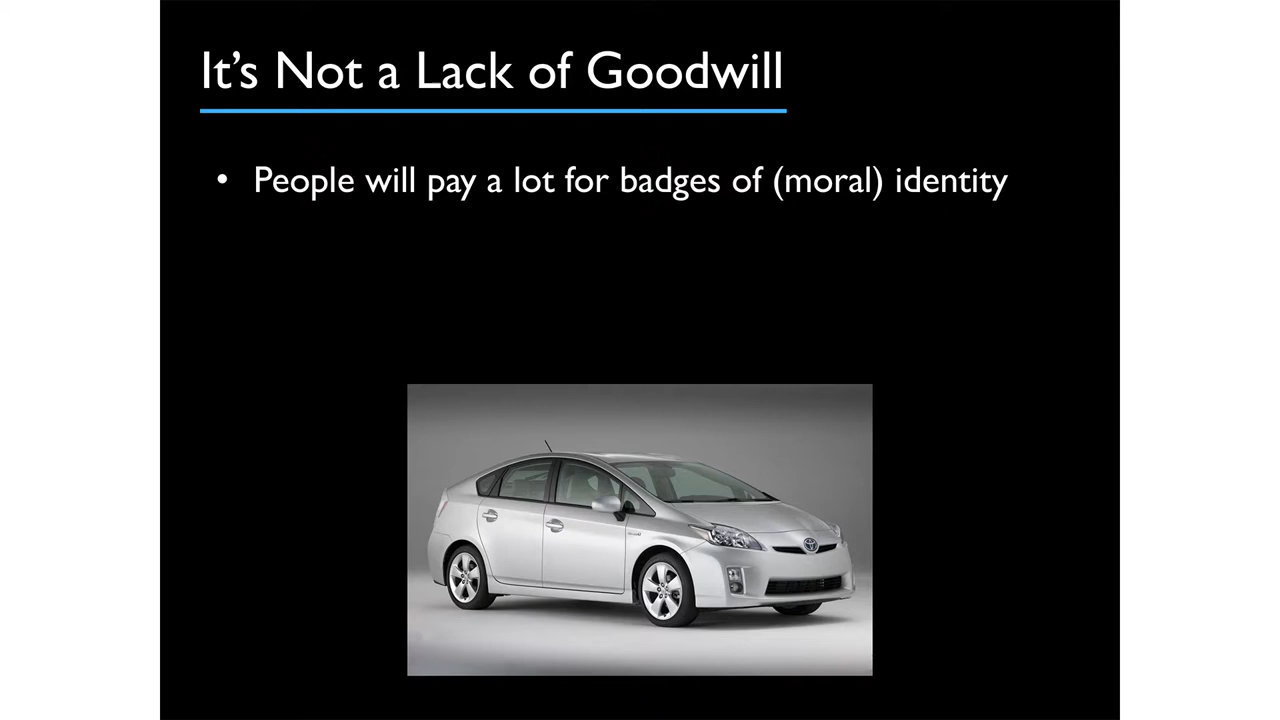 It’s Not a Lack of Goodwill
• People will pay a lot for badges of (moral) identity